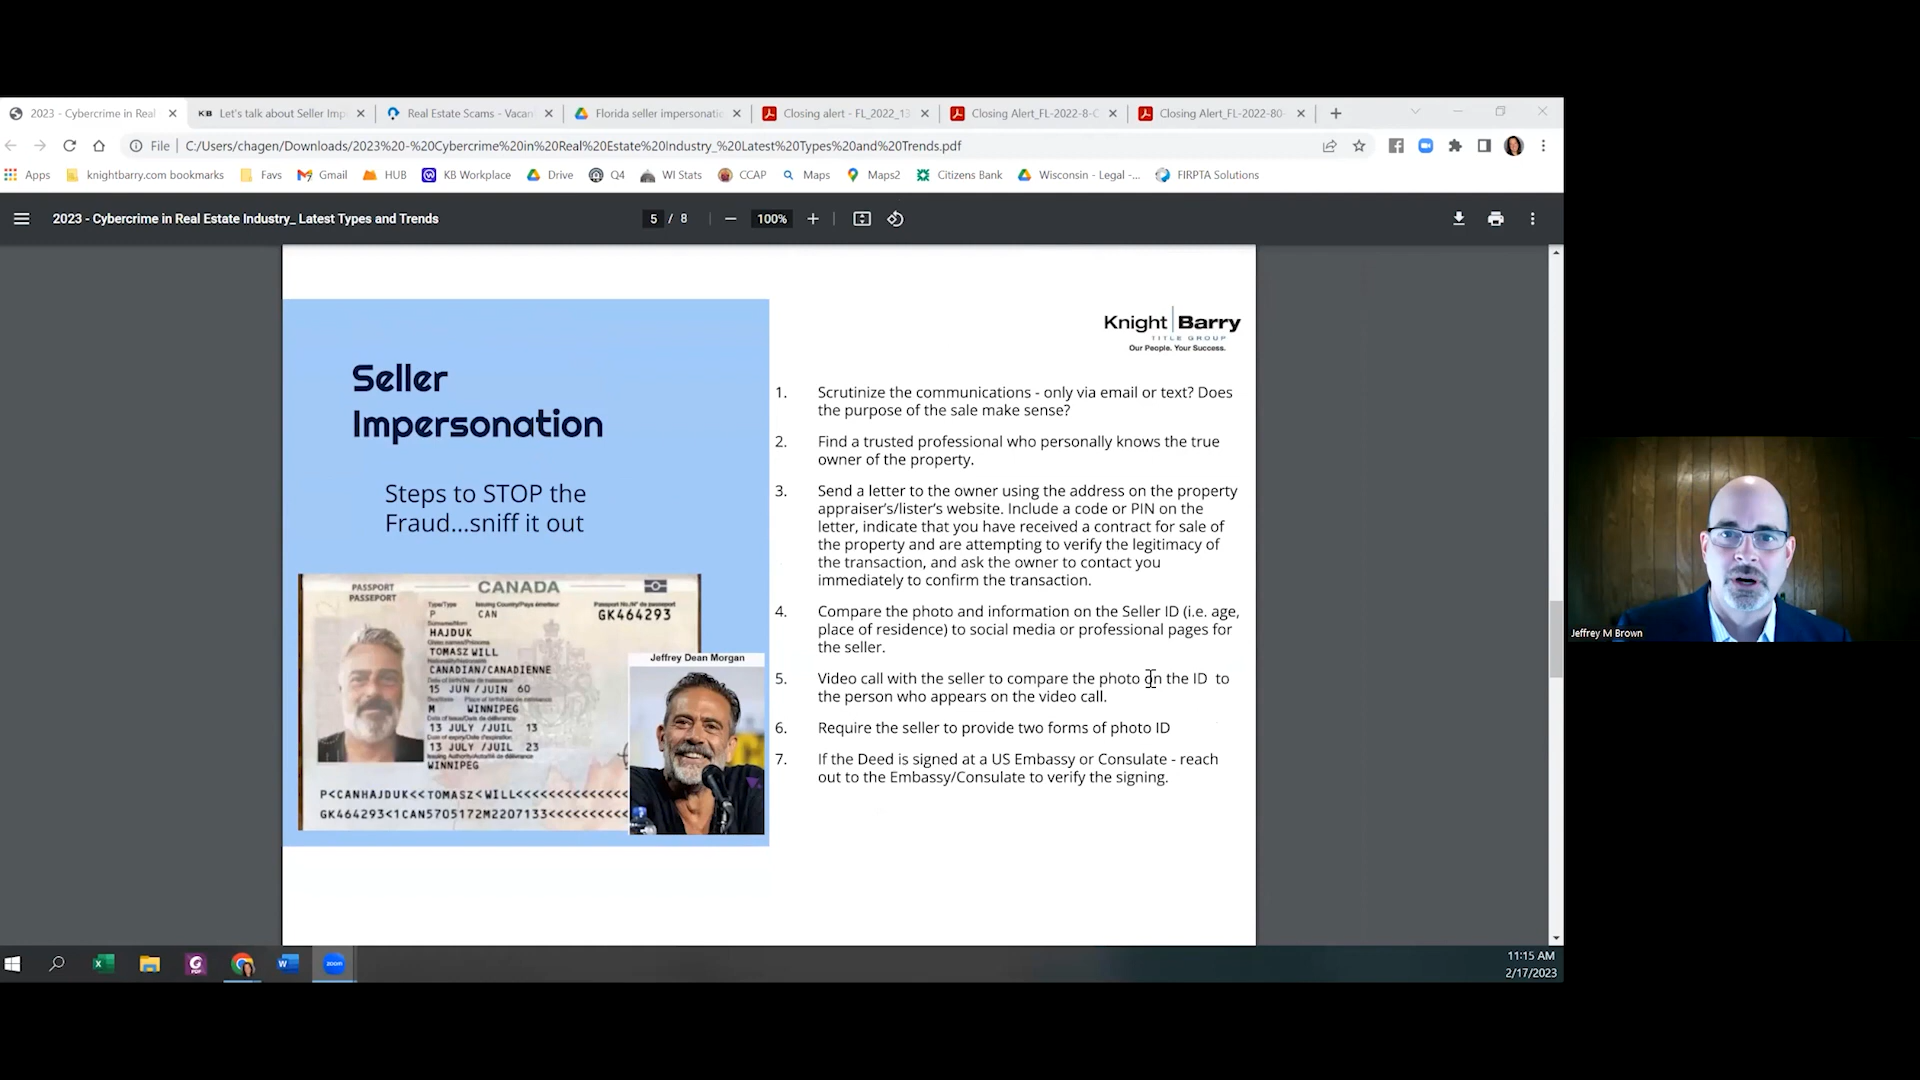 2023 - Cybercrime in Real
Let's talk about Seller Imp
Real Estate Scams - Vacan
Florida seller impersonatio
Closing alert - FL_2022_13
Closing Alert_FL-2022-8-C
Closing Alert_FL-2022-80-
File
C:/Users/chagen/Downloads/2023%20-%20Cybercrime%20in%20Real%20Estate%20Industry_%20Latest%20Types%20and%20Trends.pdf
Apps
knightbarry.com bookmarks
Favs
Gmail
HUB
KB Workplace
Drive
Q4
WI Stats
CCAP
Maps
Maps2
Citizens Bank
Wisconsin - Legal -...
FIRPTA Solutions
2023 - Cybercrime in Real Estate Industry_ Latest Types and Trends
5 / 8
100%
Knight Barry
TITLE GROUP
Our People. Your Success.
Seller
Impersonation
Steps to STOP the
Fraud...sniff it out
PASSPORT
PASSEPORT
CANADA
Type/Type
P
CAN
GK464293
HAJDUK
TOMASZ WILL
CANADIAN/CANADIENNE
15 JUN /JUIN 60
M WINNIPEG
13 JULY /JUIL 13
13 JULY /JUIL 23
WINNIPEG
P<CANHAJDUK<<TOMASZ<WILL<<<<<<<<<<<<<<
GK464293<1CAN5705172M2207133<<<<<<<<<
Jeffrey Dean Morgan
1. Scrutinize the communications - only via email or text? Does
the purpose of the sale make sense?
2. Find a trusted professional who personally knows the true
owner of the property.
3. Send a letter to the owner using the address on the property
appraiser's/lister's website. Include a code or PIN on the
letter, indicate that you have received a contract for sale of
the property and are attempting to verify the legitimacy of
the transaction, and ask the owner to contact you
immediately to confirm the transaction.
4. Compare the photo and information on the Seller ID (i.e. age,
place of residence) to social media or professional pages for
the seller.
5. Video call with the seller to compare the photo on the ID to
the person who appears on the video call.
6. Require the seller to provide two forms of photo ID
7. If the Deed is signed at a US Embassy or Consulate - reach
out to the Embassy/Consulate to verify the signing.
Jeffrey M Brown
zoom
11:15 AM
2/17/2023